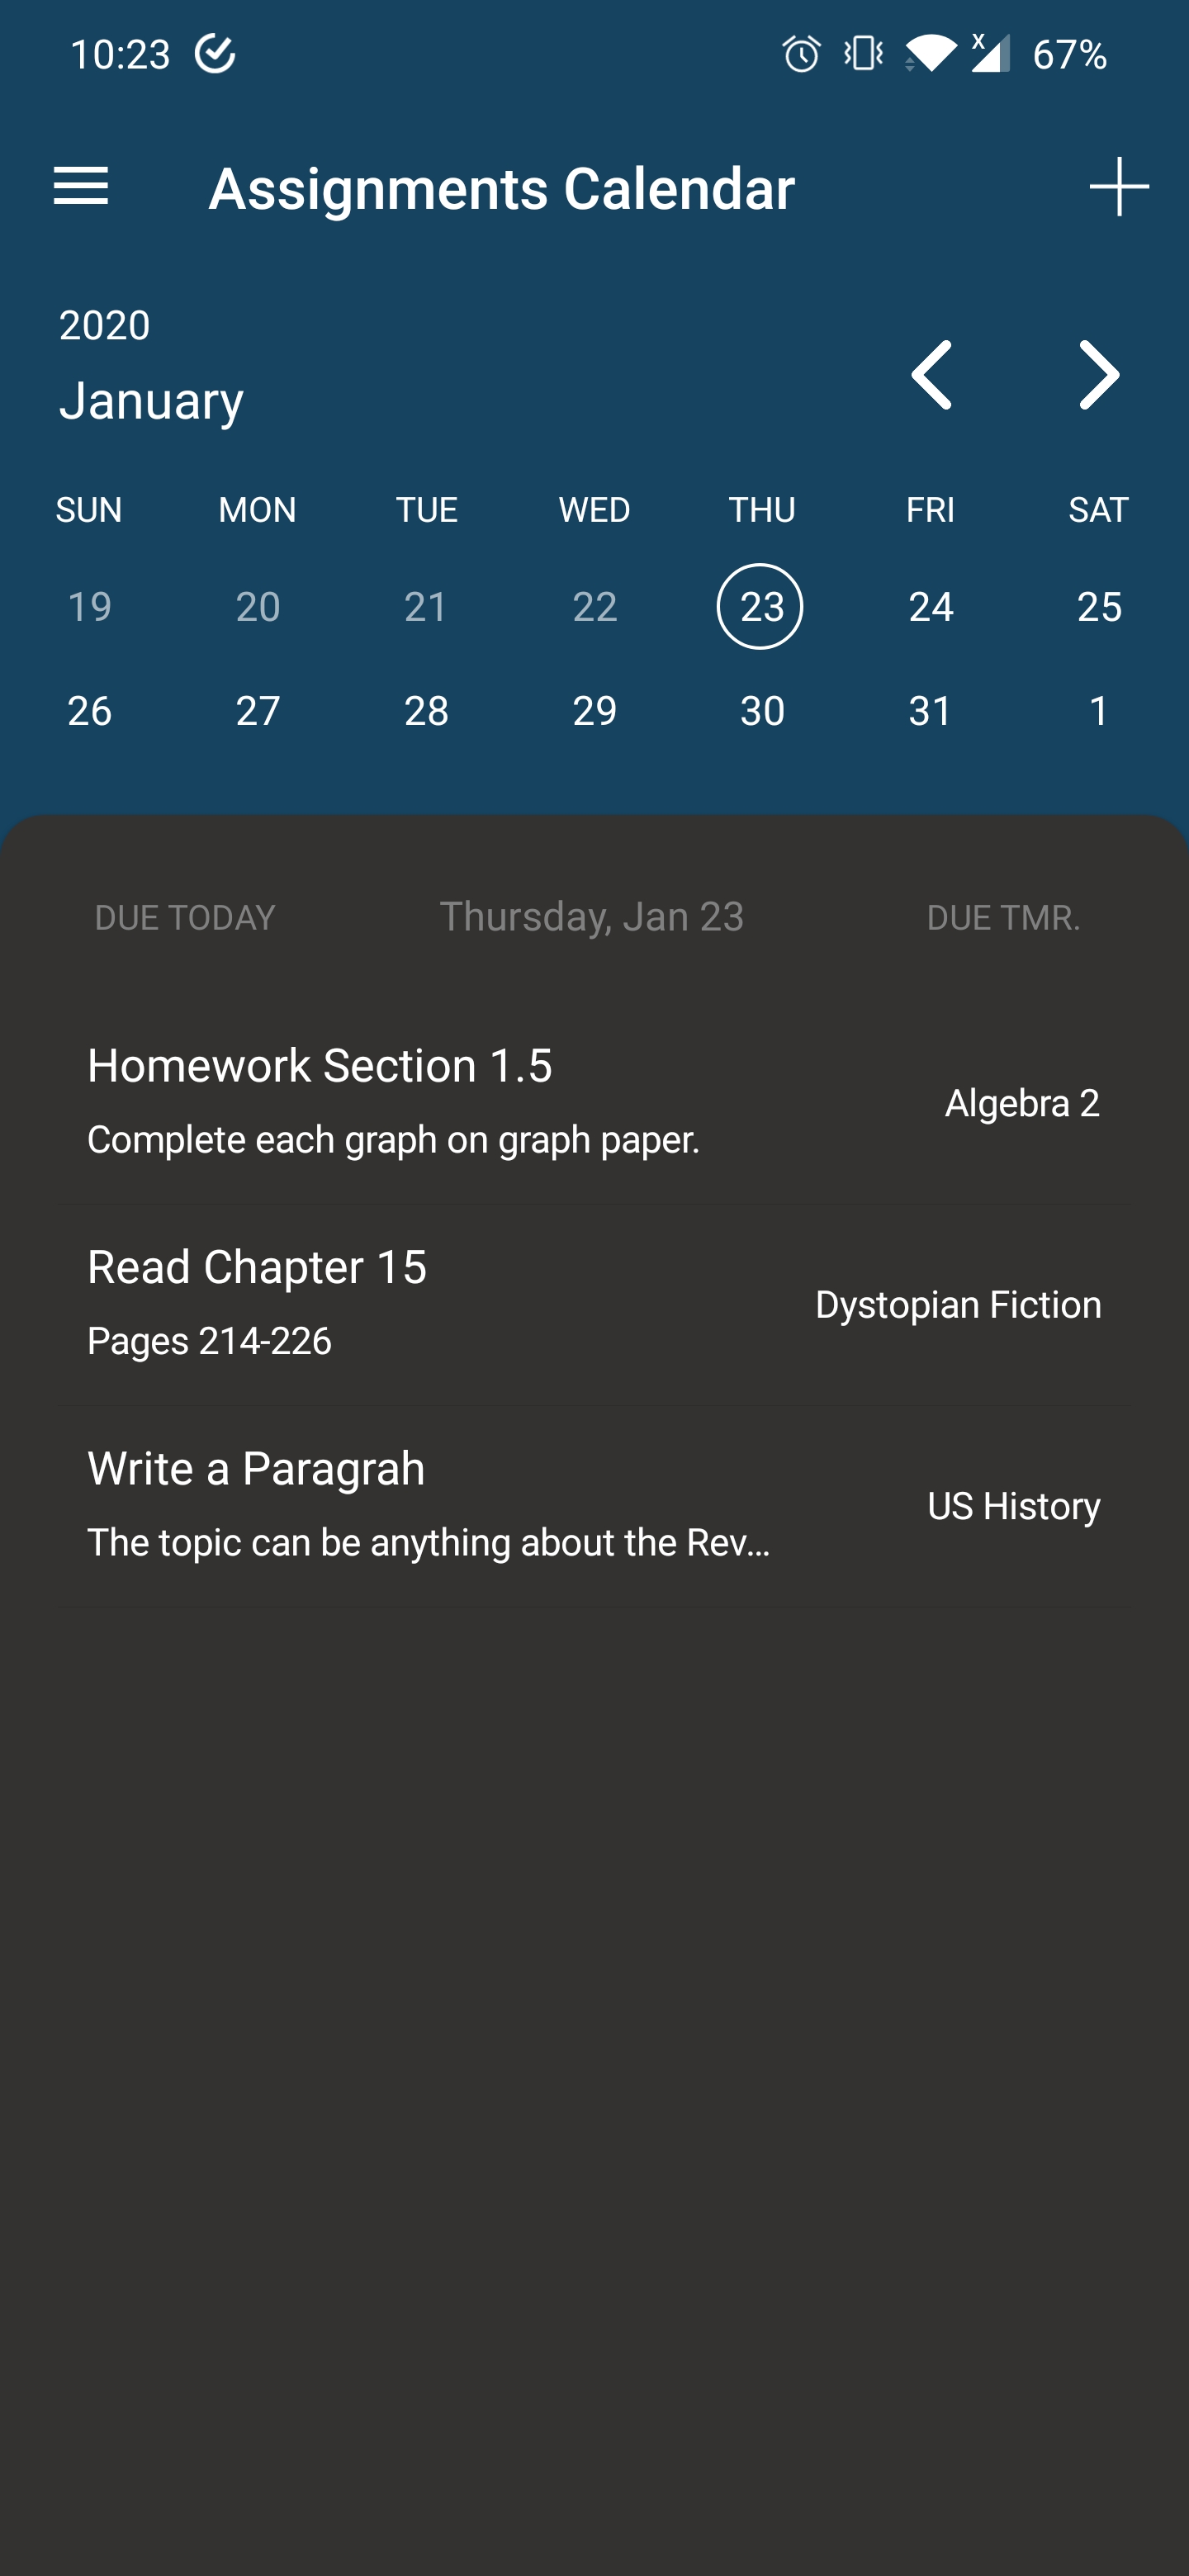 10:23 67%
Assignments Calendar
2020
January
SUN MON TUE WED THU FRI SAT
19 20 21 22 23 24 25
26 27 28 29 30 31 1
DUE TODAY Thursday, Jan 23 DUE TMR.
Homework Section 1.5
Complete each graph on graph paper.
Algebra 2
Read Chapter 15
Pages 214-226
Dystopian Fiction
Write a Paragrah
The topic can be anything about the Rev...
US History